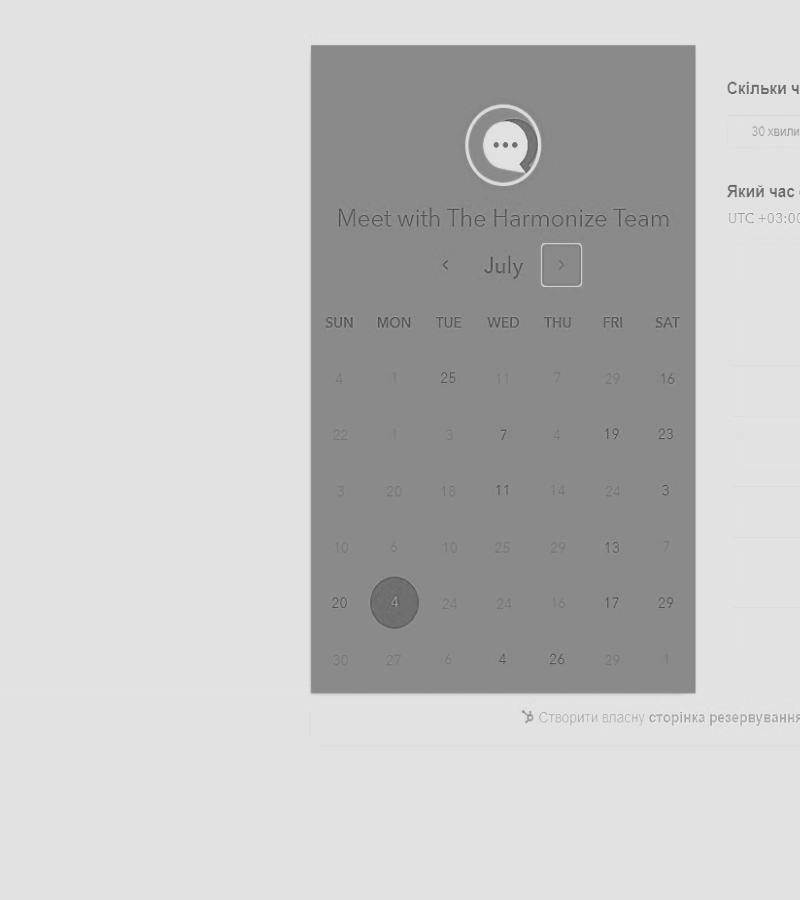 Скільки ч
30 хвили
Який час
UTC +03:00
Meet with The Harmonize Team
July
SUN MON TUE WED THU FRI SAT
4 1 25 11 7 29 16
22 1 3 7 4 19 23
3 20 18 11 14 24 3
10 6 10 25 29 13 7
20 4 24 24 16 17 29
30 27 6 4 26 29 1
Створити власну сторінка резервування